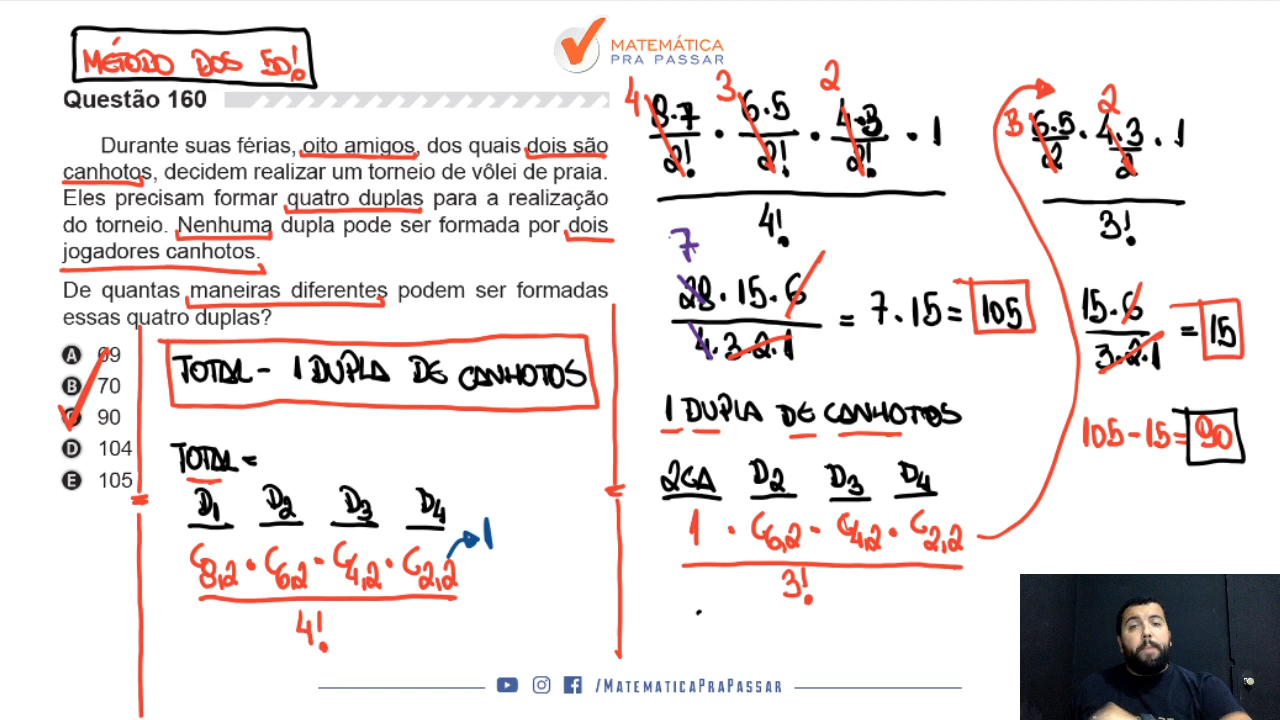 MÉTODO DOS 50!
MATEMÁTICA
PRA PASSAR
Questão 160
Durante suas férias, oito amigos, dos quais dois são
canhotos, decidem realizar um torneio de vôlei de praia.
Eles precisam formar quatro duplas para a realização
do torneio. Nenhuma dupla pode ser formada por dois
jogadores canhotos.
De quantas maneiras diferentes podem ser formadas
essas quatro duplas?
A 69
B 70
C 90
D 104
E 105
TOTAL - 1 DUPLA DE CANHOTOS
TOTAL =
D1 D2 D3 D4
C8,2 · C6,2 · C4,2 · C2,2 → 1
4!
4 3 2
8·7 · 6·5 · 4·3 · 1
2! 2! 2!
4!
7
28 · 15 · 6 = 7 · 15 = 105
4·3·2·1
1 DUPLA DE CANHOTOS
2CA D2 D3 D4
1 · C6,2 · C4,2 · C2,2
3!
3 2
6·5 · 4·3 · 1
2 2
3!
15·6 = 15
3·2·1
105 - 15 = 90
/MATEMATICAPRAPASSAR